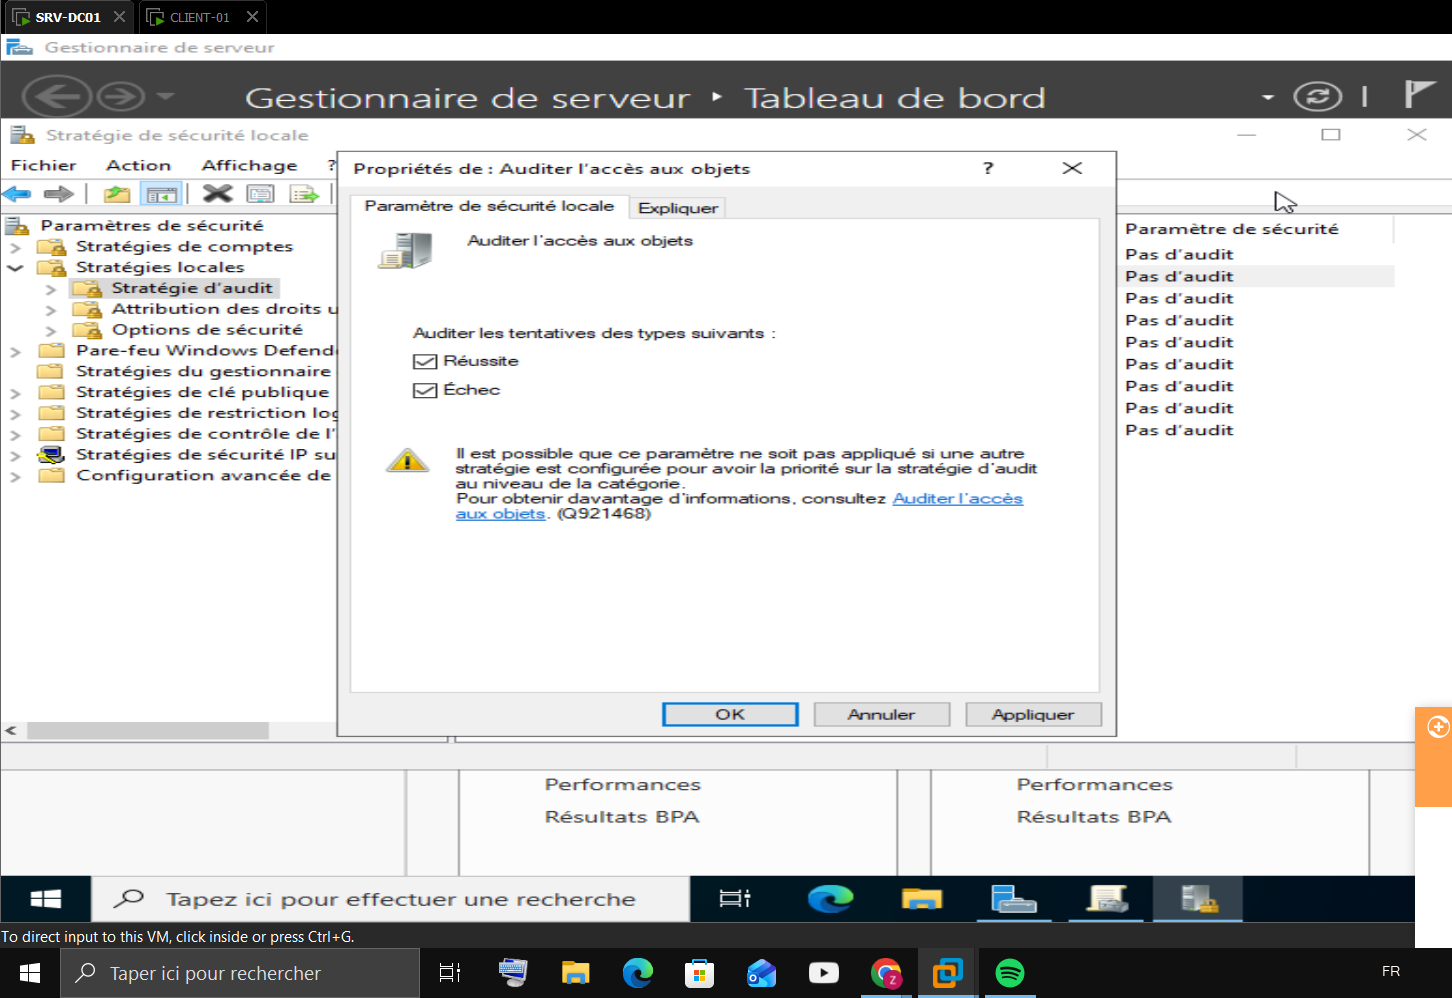 SRV-DC01
CLIENT-01
Gestionnaire de serveur
Gestionnaire de serveur ‣ Tableau de bord
Stratégie de sécurité locale
Fichier Action Affichage ?
Propriétés de : Auditer l'accès aux objets ?
Paramètre de sécurité locale Expliquer
Auditer l'accès aux objets
Auditer les tentatives des types suivants :
Réussite
Échec
Il est possible que ce paramètre ne soit pas appliqué si une autre
stratégie est configurée pour avoir la priorité sur la stratégie d'audit
au niveau de la catégorie.
Pour obtenir davantage d'informations, consultez Auditer l'accès
aux objets. (Q921468)
OK Annuler Appliquer
Paramètres de sécurité
Stratégies de comptes
Stratégies locales
Stratégie d'audit
Attribution des droits u
Options de sécurité
Pare-feu Windows Defend
Stratégies du gestionnaire
Stratégies de clé publique
Stratégies de restriction log
Stratégies de contrôle de l'
Stratégies de sécurité IP su
Configuration avancée de
Paramètre de sécurité
Pas d'audit
Pas d'audit
Pas d'audit
Pas d'audit
Pas d'audit
Pas d'audit
Pas d'audit
Pas d'audit
Pas d'audit
Performances
Résultats BPA
Performances
Résultats BPA
Tapez ici pour effectuer une recherche
To direct input to this VM, click inside or press Ctrl+G.
Taper ici pour rechercher
FR